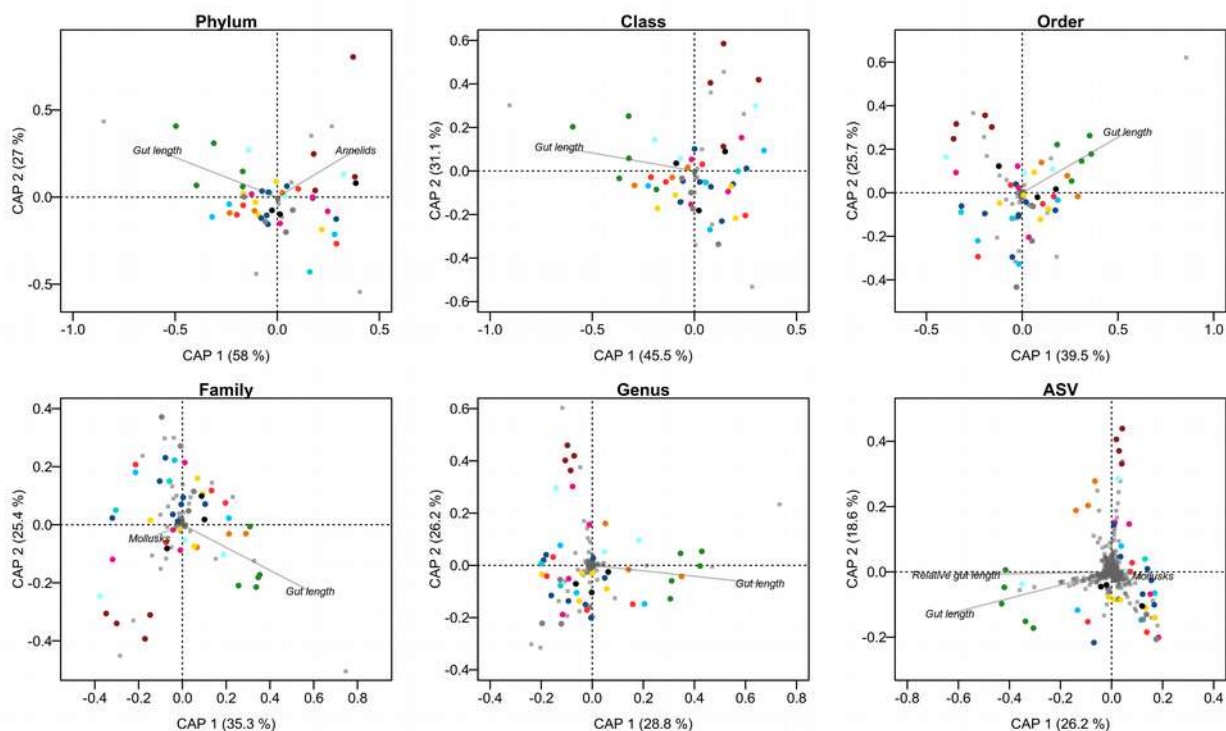 Phylum
Class
Order
CAP 2 (27 %)
0.5
0.0
-0.5
Gut length
Annelids
-1.0
-0.5
0.0
0.5
CAP 1 (58 %)
CAP 2 (31.1 %)
0.6
0.4
0.2
0.0
-0.2
-0.4
-0.6
Gut length
-1.0
-0.5
0.0
0.5
CAP 1 (45.5 %)
CAP 2 (25.7 %)
0.6
0.4
0.2
0.0
-0.2
-0.4
Gut length
-0.5
0.0
0.5
1.0
CAP 1 (39.5 %)
Family
Genus
ASV
CAP 2 (25.4 %)
0.4
0.2
0.0
-0.2
-0.4
Mollusks
Gut length
-0.4
-0.2
0.0
0.2
0.4
0.6
0.8
CAP 1 (35.3 %)
CAP 2 (26.2 %)
0.6
0.4
0.2
0.0
-0.2
-0.4
Gut length
-0.4
-0.2
0.0
0.2
0.4
0.6
0.8
CAP 1 (28.8 %)
CAP 2 (18.8 %)
0.4
0.2
0.0
-0.2
Relative gut length
Mollusks
Gut length
-0.8
-0.6
-0.4
-0.2
0.0
0.2
0.4
CAP 1 (26.2 %)